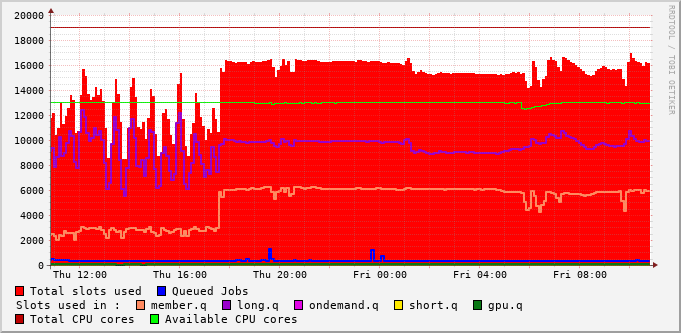 20000
18000
16000
14000
12000
10000
8000
6000
4000
2000
0
Thu 12:00 Thu 16:00 Thu 20:00 Fri 00:00 Fri 04:00 Fri 08:00
Total slots used Queued Jobs
Slots used in : member.q long.q ondemand.q short.q gpu.q
Total CPU cores Available CPU cores
RRDTOOL / TOBI OETIKER